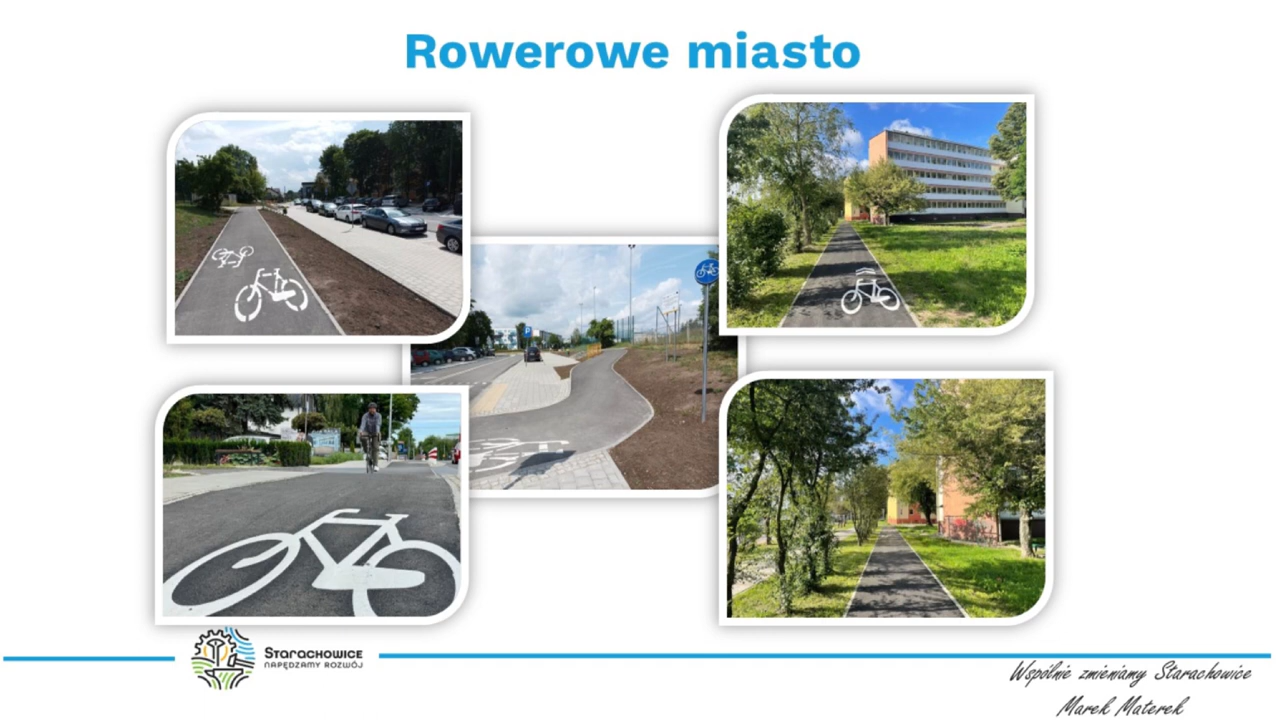 Rowerowe miasto
STARACHOWICE
NAPĘDZAMY ROZWÓJ
Wspólnie zmieniamy Starachowice
Marek Materek